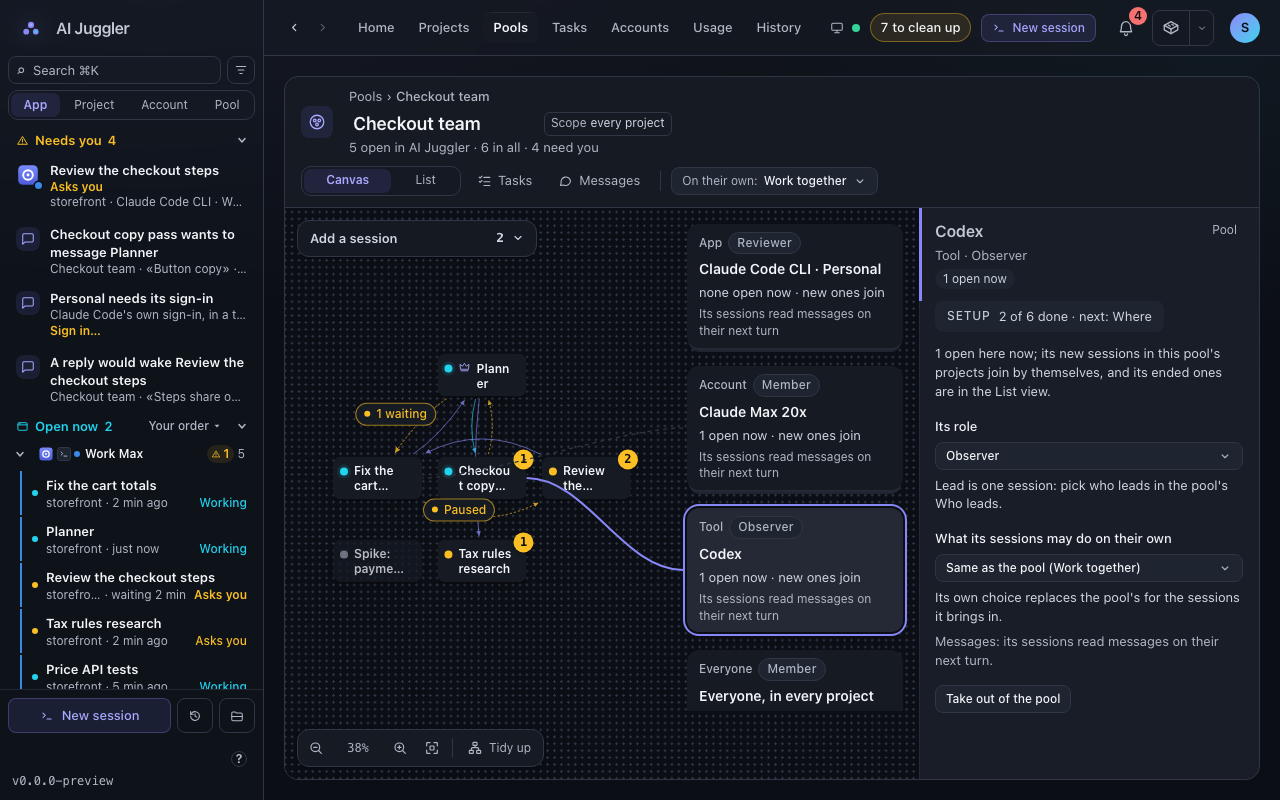 AI Juggler
Search ⌘K
App Project Account Pool
Needs you 4
Review the checkout steps
Asks you
storefront · Claude Code CLI · W...
Checkout copy pass wants to
message Planner
Checkout team · «Button copy» ·...
Personal needs its sign-in
Claude Code's own sign-in, in a t...
Sign in...
A reply would wake Review the
checkout steps
Checkout team · «Steps share o...
Open now 2 Your order
Work Max 1 5
Fix the cart totals
storefront · 2 min ago Working
Planner
storefront · just now Working
Review the checkout steps
storefro... · waiting 2 min Asks you
Tax rules research
storefront · 2 min ago Asks you
Price API tests
storefront · 5 min ago Working
New session
?
v0.0.0-preview
Home Projects Pools Tasks Accounts Usage History
7 to clean up
New session
4
S
Pools › Checkout team
Checkout team
Scope every project
5 open in AI Juggler · 6 in all · 4 need you
Canvas List Tasks Messages On their own: Work together
Add a session 2
Plann
er
1 waiting
Fix the
cart...
Checkou
t copy...
1
Review
the...
2
Paused
Spike:
payme...
Tax rules
research
1
App Reviewer
Claude Code CLI · Personal
none open now · new ones join
Its sessions read messages on
their next turn
Account Member
Claude Max 20x
1 open now · new ones join
Its sessions read messages on
their next turn
Tool Observer
Codex
1 open now · new ones join
Its sessions read messages on
their next turn
Everyone Member
Everyone, in every project
38%
Tidy up
Codex Pool
Tool · Observer
1 open now
SETUP 2 of 6 done · next: Where
1 open here now; its new sessions in this pool's
projects join by themselves, and its ended ones
are in the List view.
Its role
Observer
Lead is one session: pick who leads in the pool's
Who leads.
What its sessions may do on their own
Same as the pool (Work together)
Its own choice replaces the pool's for the sessions
it brings in.
Messages: its sessions read messages on their
next turn.
Take out of the pool